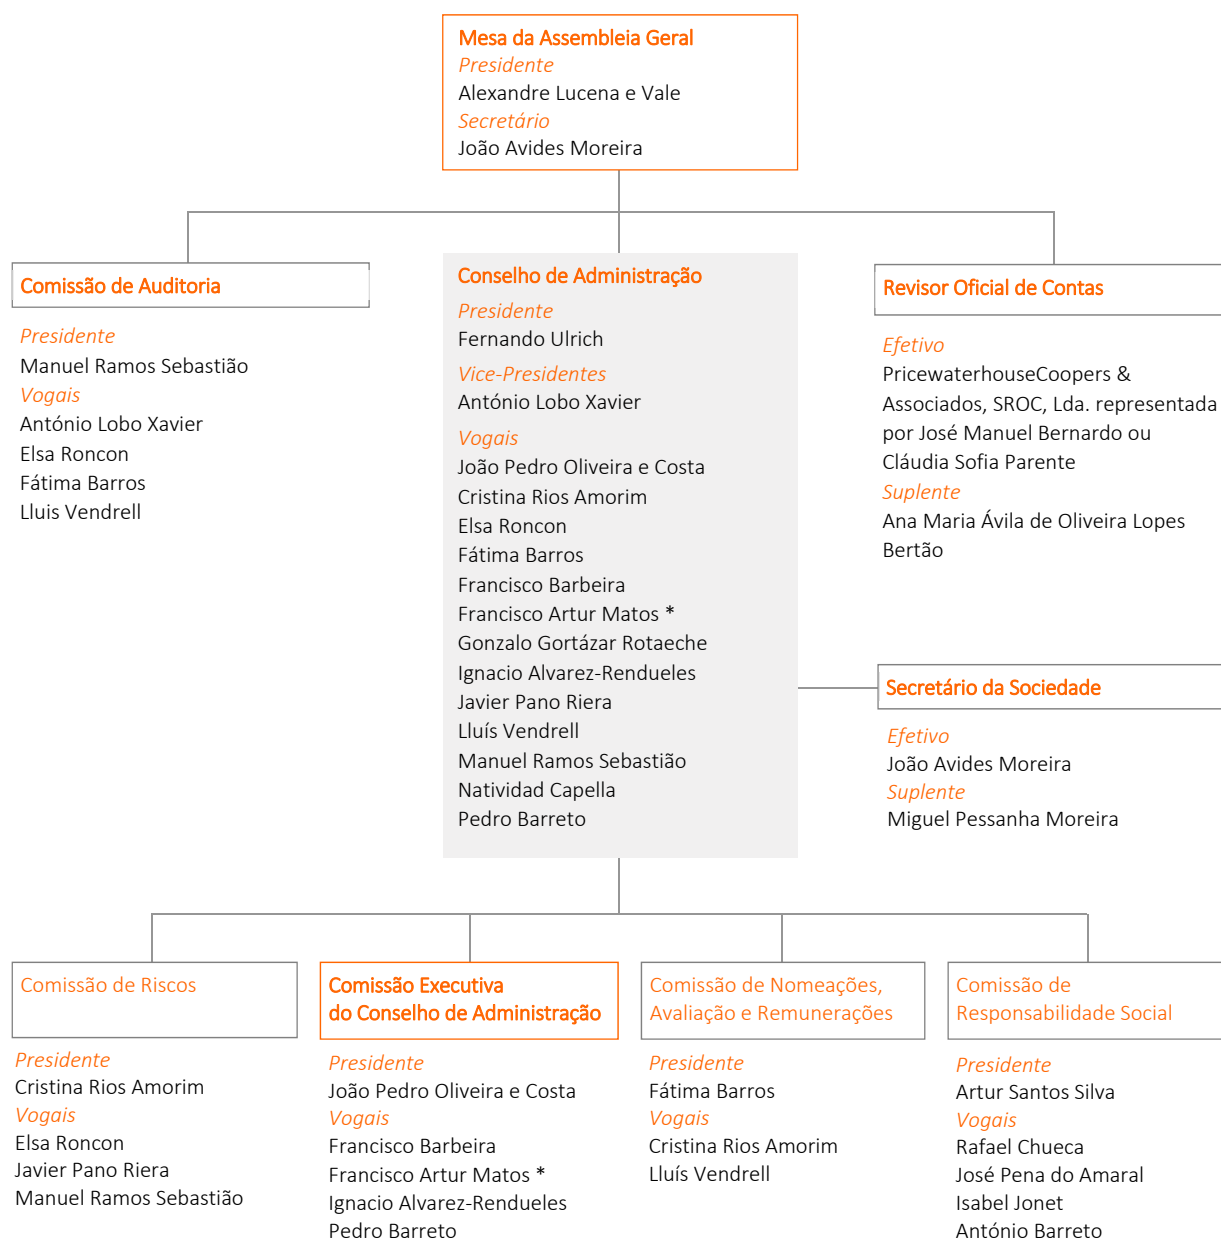 Mesa da Assembleia Geral
Presidente
Alexandre Lucena e Vale
Secretário
João Avides Moreira
Comissão de Auditoria
Presidente
Manuel Ramos Sebastião
Vogais
António Lobo Xavier
Elsa Roncon
Fátima Barros
Lluis Vendrell
Conselho de Administração
Presidente
Fernando Ulrich
Vice-Presidentes
António Lobo Xavier
Vogais
João Pedro Oliveira e Costa
Cristina Rios Amorim
Elsa Roncon
Fátima Barros
Francisco Barbeira
Francisco Artur Matos *
Gonzalo Gortázar Rotaeche
Ignacio Alvarez-Rendueles
Javier Pano Riera
Lluís Vendrell
Manuel Ramos Sebastião
Natividad Capella
Pedro Barreto
Revisor Oficial de Contas
Efetivo
PricewaterhouseCoopers &
Associados, SROC, Lda. representada
por José Manuel Bernardo ou
Cláudia Sofia Parente
Suplente
Ana Maria Ávila de Oliveira Lopes
Bertão
Secretário da Sociedade
Efetivo
João Avides Moreira
Suplente
Miguel Pessanha Moreira
Comissão de Riscos
Presidente
Cristina Rios Amorim
Vogais
Elsa Roncon
Javier Pano Riera
Manuel Ramos Sebastião
Comissão Executiva
do Conselho de Administração
Presidente
João Pedro Oliveira e Costa
Vogais
Francisco Barbeira
Francisco Artur Matos *
Ignacio Alvarez-Rendueles
Pedro Barreto
Comissão de Nomeações,
Avaliação e Remunerações
Presidente
Fátima Barros
Vogais
Cristina Rios Amorim
Lluís Vendrell
Comissão de
Responsabilidade Social
Presidente
Artur Santos Silva
Vogais
Rafael Chueca
José Pena do Amaral
Isabel Jonet
António Barreto